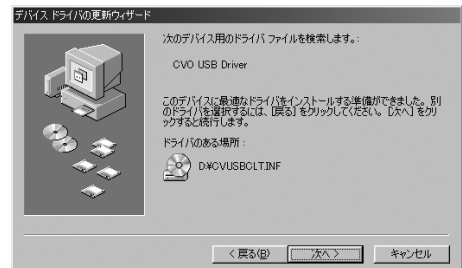 デバイス ドライバの更新ウィザード
次のデバイス用のドライバ ファイルを検索します。:
CVO USB Driver
このデバイスに最適なドライバをインストールする準備ができました。別
のドライバを選択するには、[戻る] をクリックしてください。[次へ] をクリ
ックすると続行します。
ドライバのある場所 :
D:¥CVUSBCLT.INF
< 戻る(B)
次へ >
キャンセル